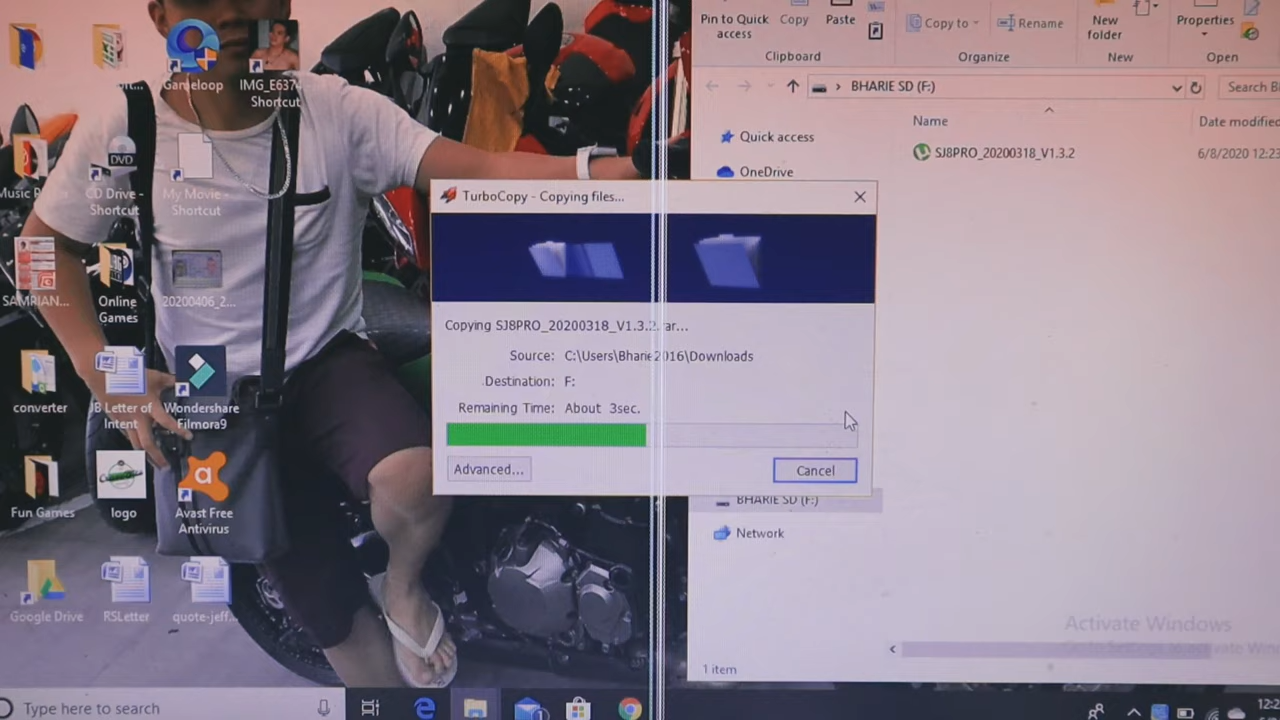 Gameloop
IMG_E6374
Shortcut
DVD
CD Drive -
Shortcut
My Movie -
Shortcut
SAMRIAN...
Online
Games
20200406_2...
converter
JB Letter of
Intent
Wondershare
Filmora9
Fun Games
logo
Avast Free
Antivirus
Google Drive
RSLetter
quote-jeff...
Type here to search
TurboCopy - Copying files...
Copying SJ8PRO_20200318_V1.3.2.rar...
Source: C:\Users\Bharie2016\Downloads
Destination: F:
Remaining Time: About 3sec.
Advanced...
Cancel
Pin to Quick
access
Copy
Paste
Copy to
Rename
New
folder
Properties
Clipboard
Organize
New
Open
BHARIE SD (F:)
Search
Name
Date modified
Quick access
SJ8PRO_20200318_V1.3.2
6/8/2020 12:23
OneDrive
BHARIE SD (F:)
Network
Activate Windows
1 item